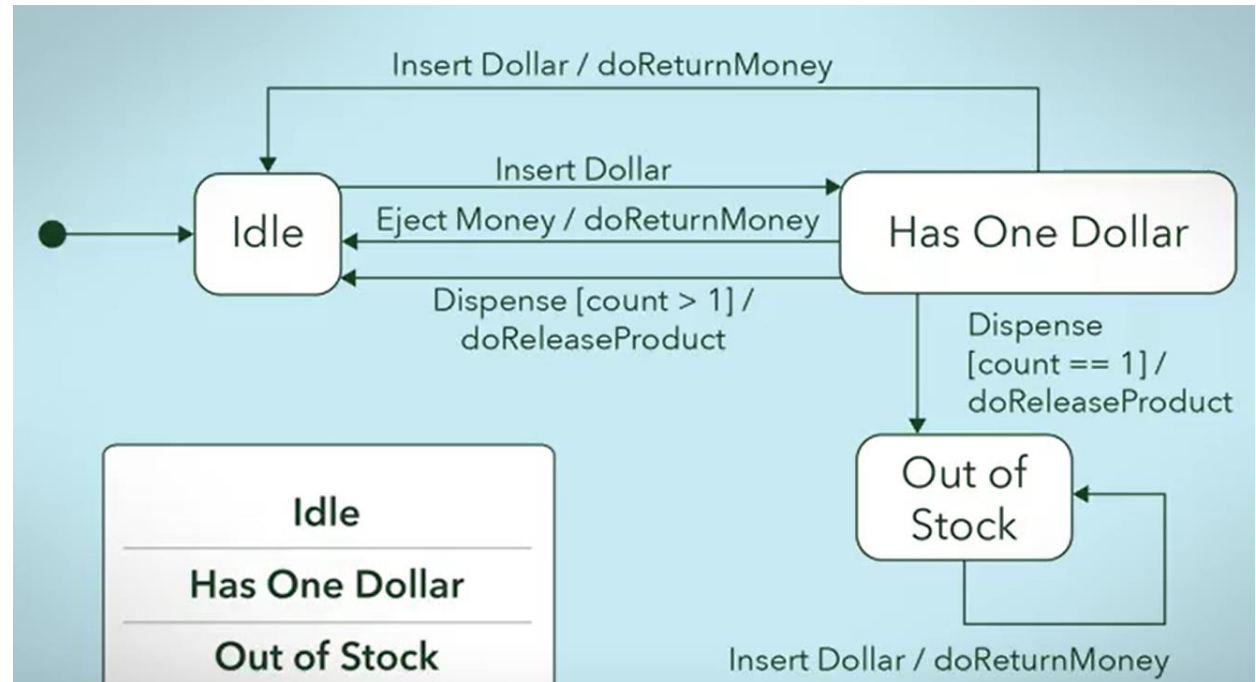 Insert Dollar / doReturnMoney
Insert Dollar
Eject Money / doReturnMoney
Idle
Has One Dollar
Dispense [count > 1] /
doReleaseProduct
Dispense
[count == 1] /
doReleaseProduct
Out of
Stock
Insert Dollar / doReturnMoney
Idle
Has One Dollar
Out of Stock